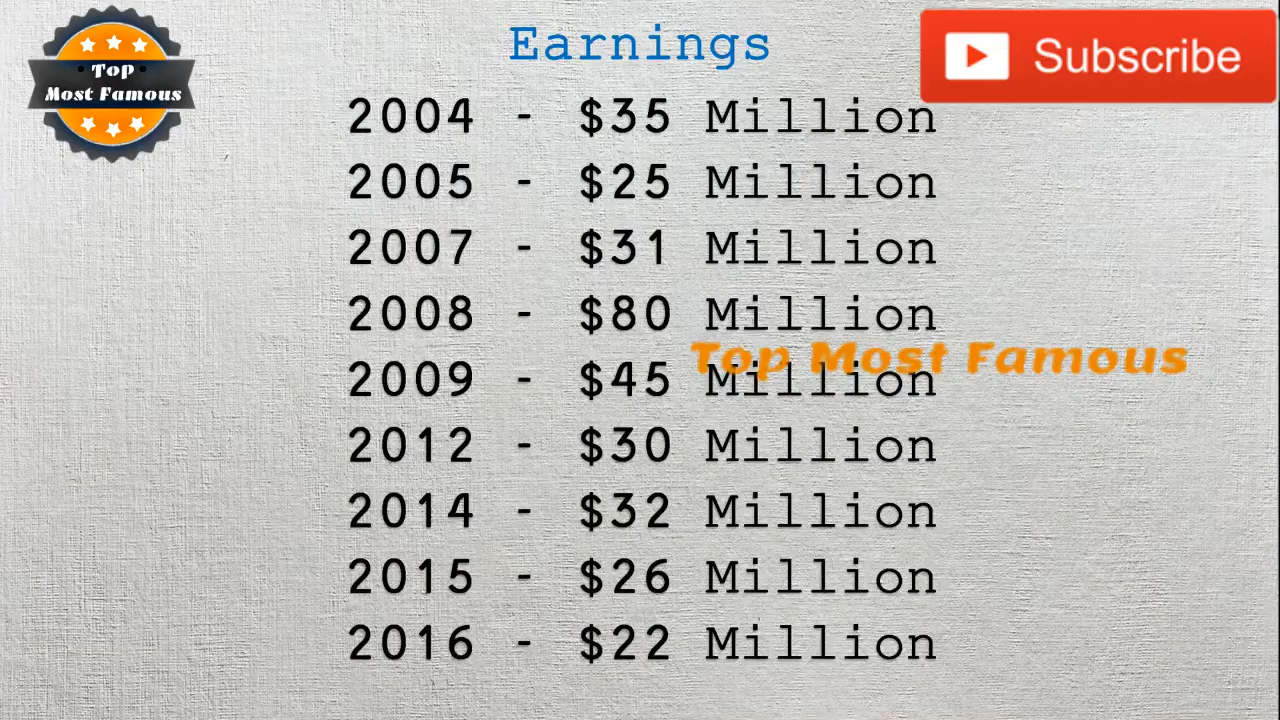 Top
Most Famous
Earnings
Subscribe
2004 - $35 Million
2005 - $25 Million
2007 - $31 Million
2008 - $80 Million
Top Most Famous
2009 - $45 Million
2012 - $30 Million
2014 - $32 Million
2015 - $26 Million
2016 - $22 Million